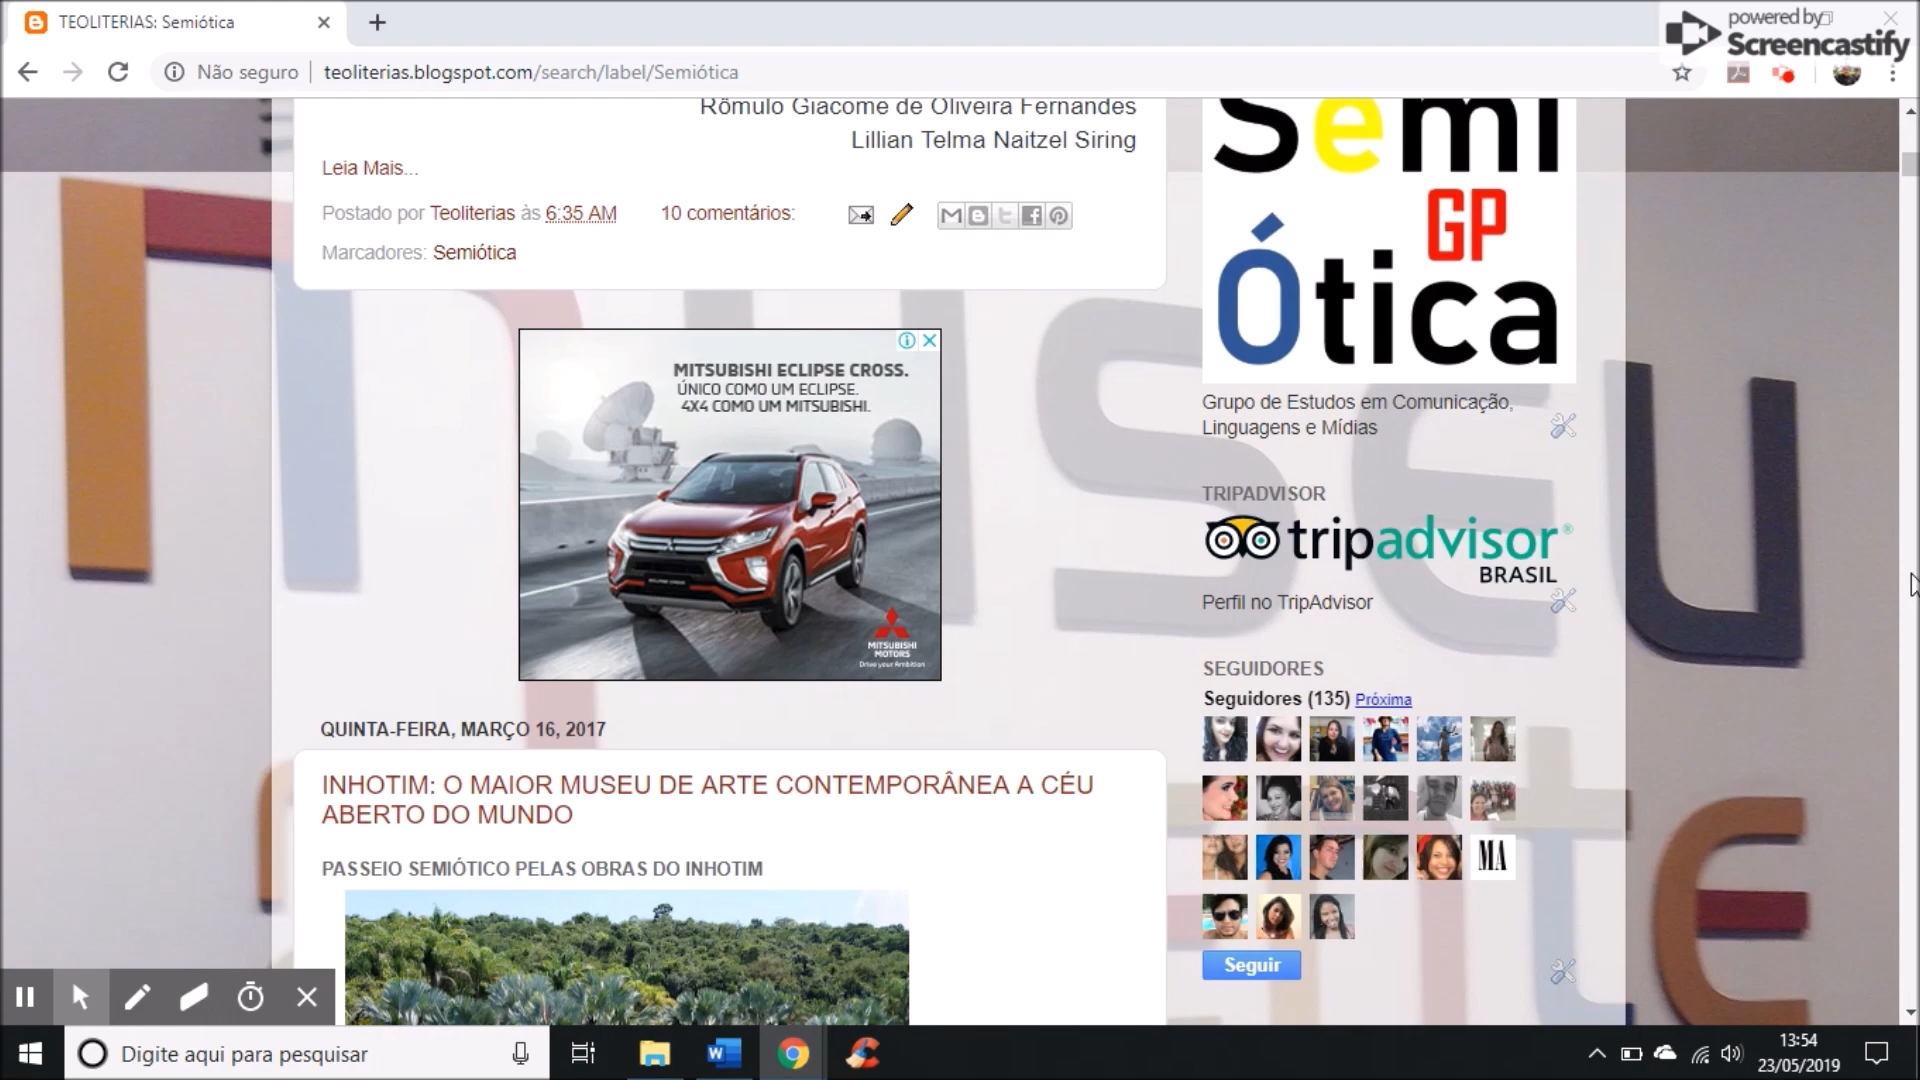 TEOLITERIAS: Semiótica
powered by
Screencastify
Não seguro
teoliterias.blogspot.com/search/label/Semiótica
Rômulo Giacome de Oliveira Fernandes
Lillian Telma Naitzel Siring
Leia Mais...
Postado por Teoliterias às 6:35 AM 10 comentários:
Marcadores: Semiótica
MITSUBISHI ECLIPSE CROSS.
ÚNICO COMO UM ECLIPSE.
4X4 COMO UM MITSUBISHI.
ECLIPSE CROSS
MITSUBISHI
MOTORS
Drive your Ambition
QUINTA-FEIRA, MARÇO 16, 2017
INHOTIM: O MAIOR MUSEU DE ARTE CONTEMPORÂNEA A CÉU
ABERTO DO MUNDO
PASSEIO SEMIÓTICO PELAS OBRAS DO INHOTIM
Semi
GP
Ótica
Grupo de Estudos em Comunicação,
Linguagens e Mídias
TRIPADVISOR
tripadvisor®
BRASIL
Perfil no TripAdvisor
SEGUIDORES
Seguidores (135) Próxima
MA
Seguir
Digite aqui para pesquisar
13:54
23/05/2019